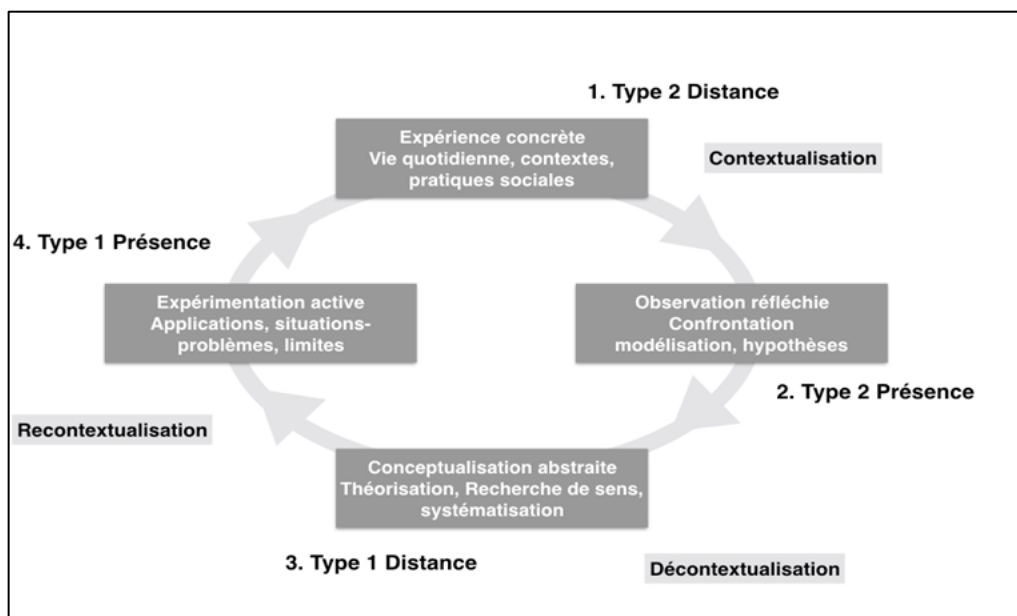 1. Type 2 Distance
Expérience concrète
Vie quotidienne, contextes,
pratiques sociales
Contextualisation
4. Type 1 Présence
Expérimentation active
Applications, situations-
problèmes, limites
Observation réfléchie
Confrontation
modélisation, hypothèses
2. Type 2 Présence
Recontextualisation
Conceptualisation abstraite
Théorisation, Recherche de sens,
systématisation
3. Type 1 Distance
Décontextualisation